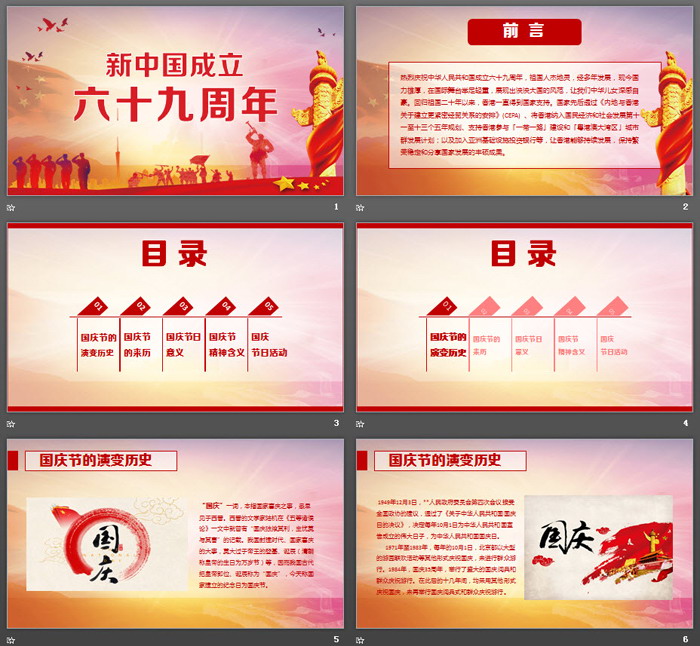 新中国成立
六十九周年
1
前 言
热烈庆祝中华人民共和国成立六十九周年，祖国人杰地灵，经多年发展，现今国
力雄厚，在国际舞台举足轻重，展现出泱泱大国的风范，让我们中华儿女深感自
豪。回归祖国二十年以来，香港一直得到国家支持。国家先后通过《内地与香港
关于建立更紧密经贸关系的安排》(CEPA)、将香港纳入国民经济和社会发展第十
一至十三个五年规划、支持香港参与「一带一路」建设和「粤港澳大湾区」城市
群发展计划；以及加入亚洲基础设施投资银行等，让香港能够持续发展，保持繁
荣稳定和分享国家发展的丰硕成果。
2
目 录
01
02
03
04
05
国庆节的
演变历史
国庆节
的来历
国庆节日
意义
国庆节
精神含义
国庆
节日活动
3
目 录
01
国庆节的
演变历史
国庆节的
来历
国庆节日
意义
国庆节
精神含义
国庆
节日活动
4
国庆节的演变历史
国
庆
"国庆"一词，本指国家喜庆之事，最早
见于西晋。西晋的文学家陆机在《五等诸侯
论》一文中就曾有"国庆独飨其利，主忧莫
与其害"的记载。我国封建时代、国家喜庆
的大事，莫大过于帝王的登基、诞辰（清朝
称皇帝的生日为万岁节）等，因而我国古代
把皇帝即位、诞辰称为"国庆"，今天称国
家建立的纪念日为国庆节。
5
国庆节的演变历史
1949年12月3日，**人民政府委员会第四次会议接受
全国政协的建议，通过了《关于中华人民共和国国庆
日的决议》，决定每年10月1日为中华人民共和国宣
告成立的伟大日子，为中华人民共和国国庆日。
1971年至1983年，每年的10月1日，北京都以大型
的游园联欢活动等其他形式庆祝国庆，未进行群众游
行。1984年，国庆35周年，举行了盛大的国庆阅兵和
群众庆祝游行。在此后的十几年间，均采用其他形式
庆祝国庆，未再举行国庆阅兵式和群众庆祝游行。
国庆
6